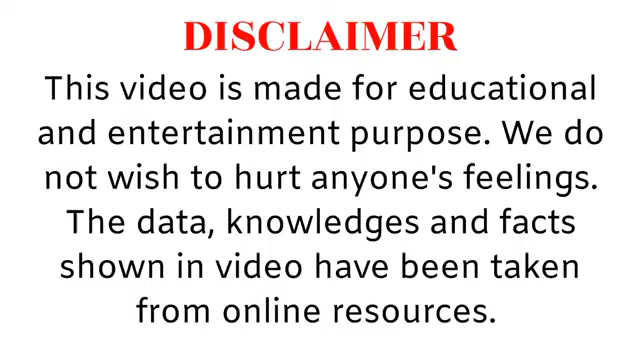 DISCLAIMER
This video is made for educational
and entertainment purpose. We do
not wish to hurt anyone's feelings.
The data, knowledges and facts
shown in video have been taken
from online resources.